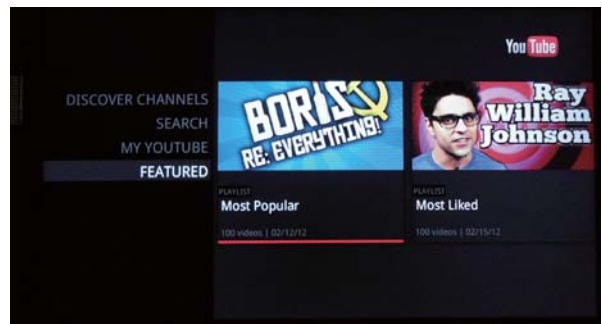 YouTube
DISCOVER CHANNELS
SEARCH
MY YOUTUBE
FEATURED
BORIS
RE: EVERYTHING!
PLAYLIST
Most Popular
100 videos | 02/12/12
Ray
William
Johnson
PLAYLIST
Most Liked
100 videos | 02/15/12